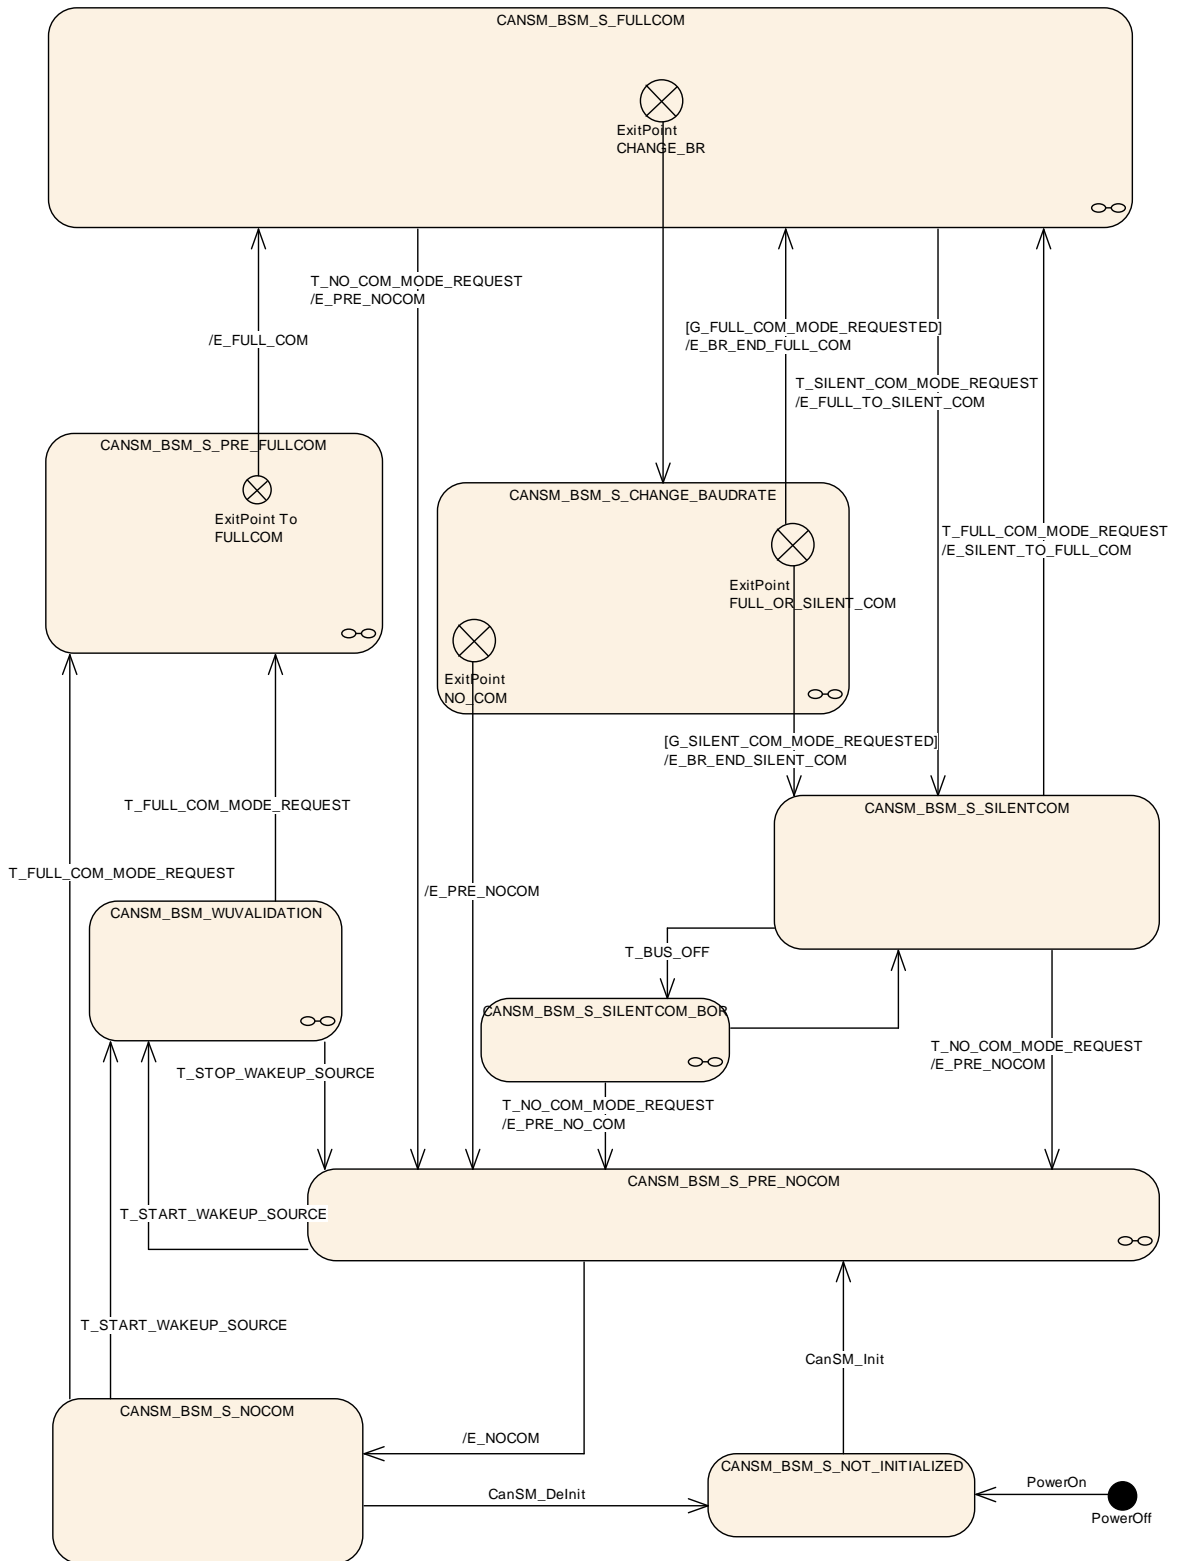 CANSM_BSM_S_FULLCOM
ExitPoint
CHANGE_BR
T_NO_COM_MODE_REQUEST
/E_PRE_NOCOM
/E_FULL_COM
[G_FULL_COM_MODE_REQUESTED]
/E_BR_END_FULL_COM
T_SILENT_COM_MODE_REQUEST
/E_FULL_TO_SILENT_COM
CANSM_BSM_S_PRE_FULLCOM
ExitPoint To
FULLCOM
CANSM_BSM_S_CHANGE_BAUDRATE
T_FULL_COM_MODE_REQUEST
/E_SILENT_TO_FULL_COM
ExitPoint
FULL_OR_SILENT_COM
ExitPoint
NO_COM
[G_SILENT_COM_MODE_REQUESTED]
/E_BR_END_SILENT_COM
T_FULL_COM_MODE_REQUEST
CANSM_BSM_S_SILENTCOM
T_FULL_COM_MODE_REQUEST
/E_PRE_NOCOM
CANSM_BSM_WUVALIDATION
T_BUS_OFF
CANSM_BSM_S_SILENTCOM_BOR
T_NO_COM_MODE_REQUEST
/E_PRE_NOCOM
T_STOP_WAKEUP_SOURCE
T_NO_COM_MODE_REQUEST
/E_PRE_NO_COM
CANSM_BSM_S_PRE_NOCOM
T_START_WAKEUP_SOURCE
T_START_WAKEUP_SOURCE
CanSM_Init
CANSM_BSM_S_NOCOM
/E_NOCOM
CANSM_BSM_S_NOT_INITIALIZED
PowerOn
CanSM_DeInit
PowerOff